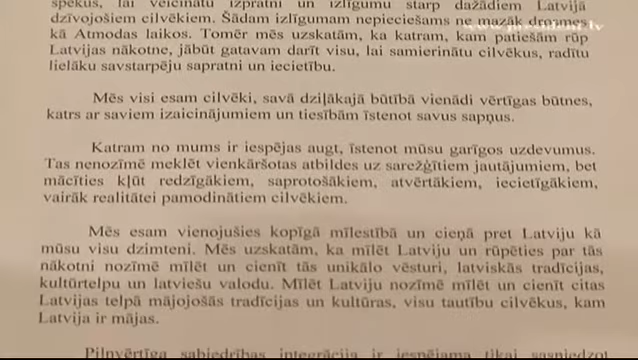 spēkus, lai veicinātu izpratni un izlīgumu starp dažādiem Latvijā
dzīvojošiem cilvēkiem. Šādam izlīgumam nepieciešams ne mazāk drosmes
www.president.lv
kā Atmodas laikos. Tomēr mēs uzskatām, ka katram, kam patiešām rūp
Latvijas nākotne, jābūt gatavam darīt visu, lai samierinātu cilvēkus, radītu
lielāku savstarpēju sapratni un iecietību.
Mēs visi esam cilvēki, savā dziļākajā būtībā vienādi vērtīgas būtnes,
katrs ar saviem izaicinājumiem un tiesībām īstenot savus sapņus.
Katram no mums ir iespējas augt, īstenot mūsu garīgos uzdevumus.
Tas nenozīmē meklēt vienkāršotas atbildes uz sarežģītiem jautājumiem, bet
mācīties kļūt redzīgākiem, saprotošākiem, atvērtākiem, iecietīgākiem,
vairāk realitātei pamodinātiem cilvēkiem.
Mēs esam vienojušies kopīgā mīlestībā un cieņā pret Latviju kā
mūsu visu dzimteni. Mēs uzskatām, ka mīlēt Latviju un rūpēties par tās
nākotni nozīmē mīlēt un cienīt tās unikālo vēsturi, latviskās tradīcijas,
kultūrtelpu un latviešu valodu. Mīlēt Latviju nozīmē mīlēt un cienīt citas
Latvijas telpā mājojošās tradīcijas un kultūras, visu tautību cilvēkus, kam
Latvija ir mājas.
Pilnvērtīga sabiedrības integrācija ir iespējama tikai sasniedzot